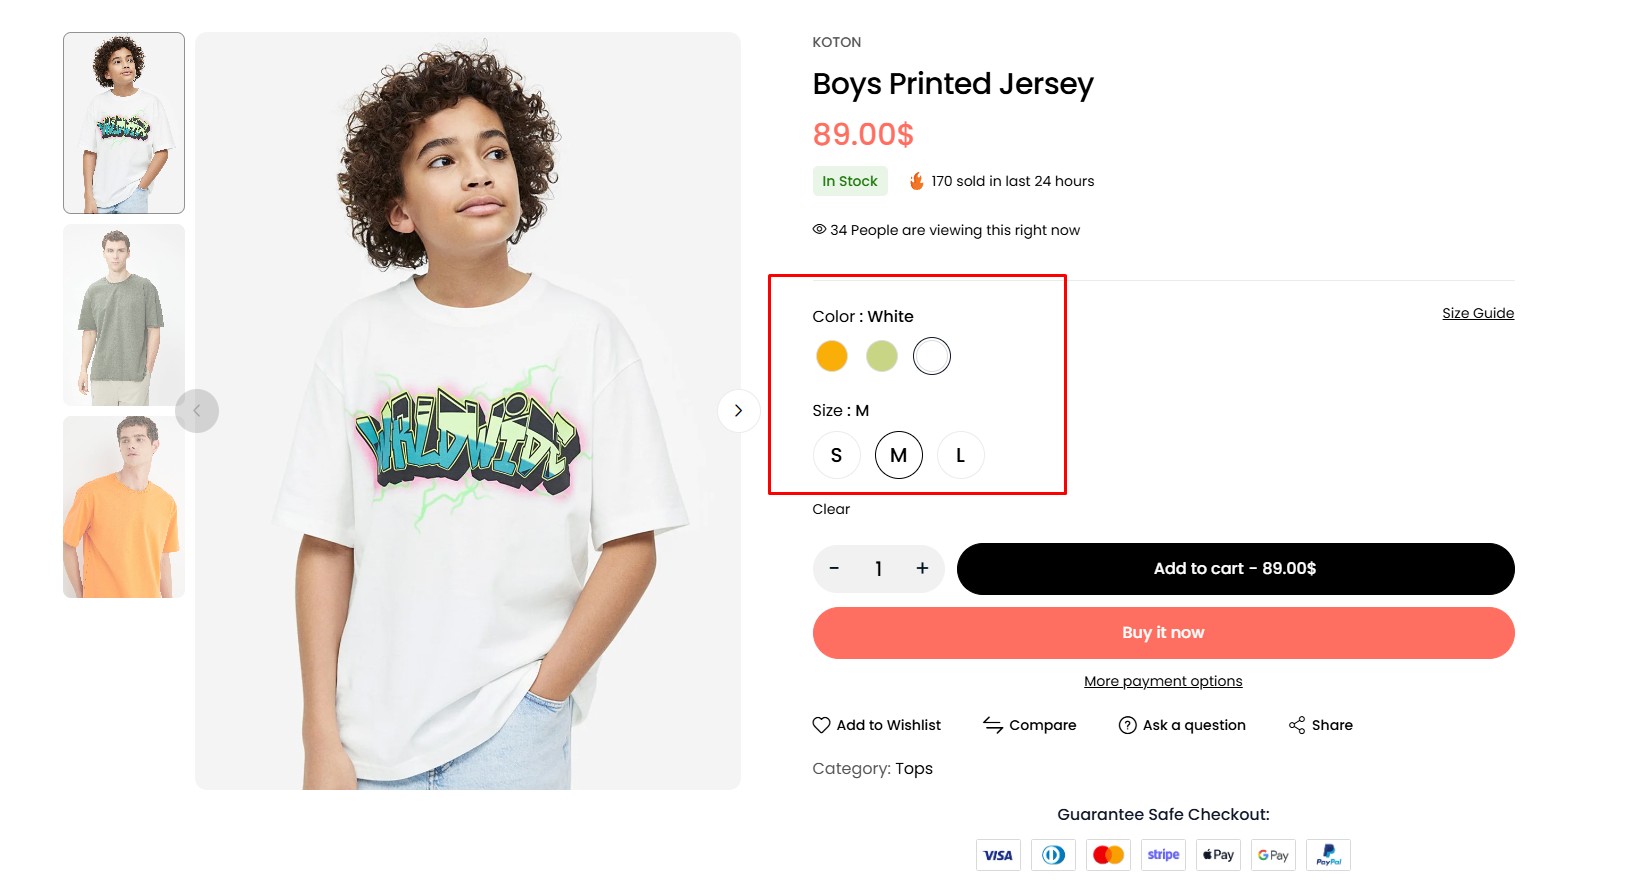 KOTON
Boys Printed Jersey
89.00$
In Stock
170 sold in last 24 hours
34 People are viewing this right now
Color : White
Size Guide
Size : M
S M L
Clear
- 1 +
Add to cart - 89.00$
Buy it now
More payment options
Add to Wishlist
Compare
Ask a question
Share
Category: Tops
Guarantee Safe Checkout:
VISA
stripe
Pay
G Pay
PayPal
WRLDWIDE